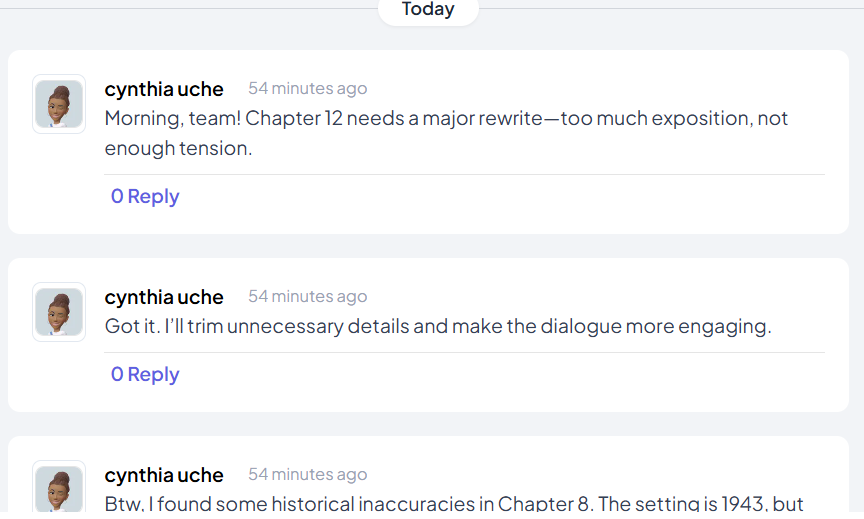 Today
cynthia uche 54 minutes ago
Morning, team! Chapter 12 needs a major rewrite—too much exposition, not
enough tension.
0 Reply
cynthia uche 54 minutes ago
Got it. I’ll trim unnecessary details and make the dialogue more engaging.
0 Reply
cynthia uche 54 minutes ago
Btw, I found some historical inaccuracies in Chapter 8. The setting is 1943, but